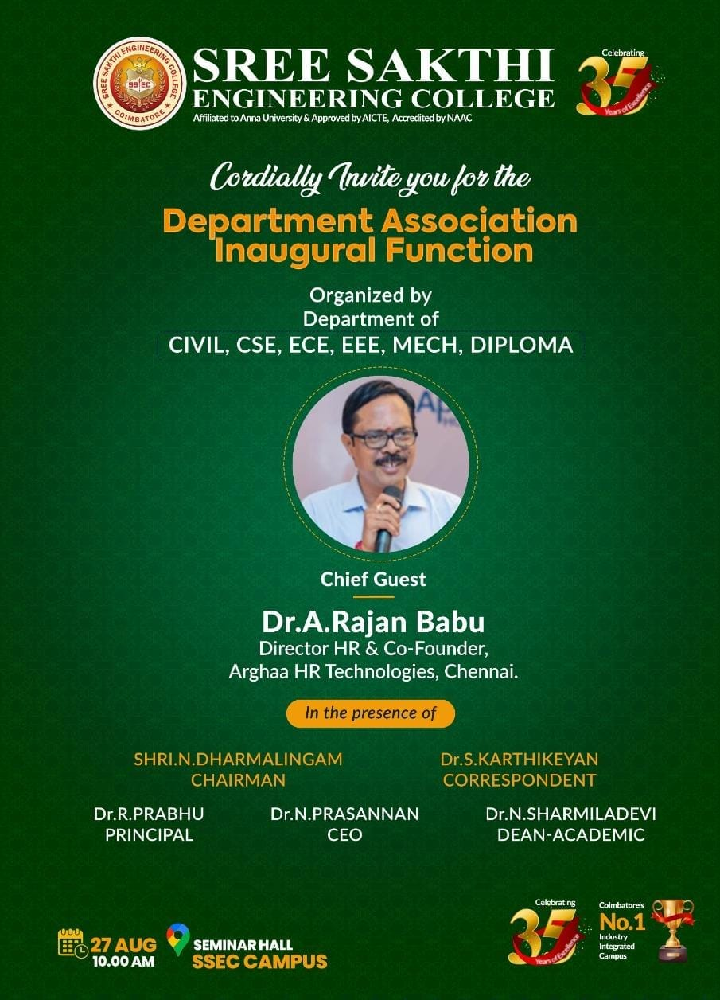 SREE SAKTHI ENGINEERING COLLEGE
COIMBATORE
SSEC
SREE SAKTHI
ENGINEERING COLLEGE
Affiliated to Anna University & Approved by AICTE, Accredited by NAAC
Celebrating
35
Years of Excellence
Cordially Invite you for the
Department Association
Inaugural Function
Organized by
Department of
CIVIL, CSE, ECE, EEE, MECH, DIPLOMA
Chief Guest
Dr.A.Rajan Babu
Director HR & Co-Founder,
Arghaa HR Technologies, Chennai.
In the presence of
SHRI.N.DHARMALINGAM
CHAIRMAN
Dr.S.KARTHIKEYAN
CORRESPONDENT
Dr.R.PRABHU
PRINCIPAL
Dr.N.PRASANNAN
CEO
Dr.N.SHARMILADEVI
DEAN-ACADEMIC
27 AUG
10.00 AM
SEMINAR HALL
SSEC CAMPUS
Celebrating
35
Years of Excellence
Coimbatore's
No.1
Industry
Integrated
Campus